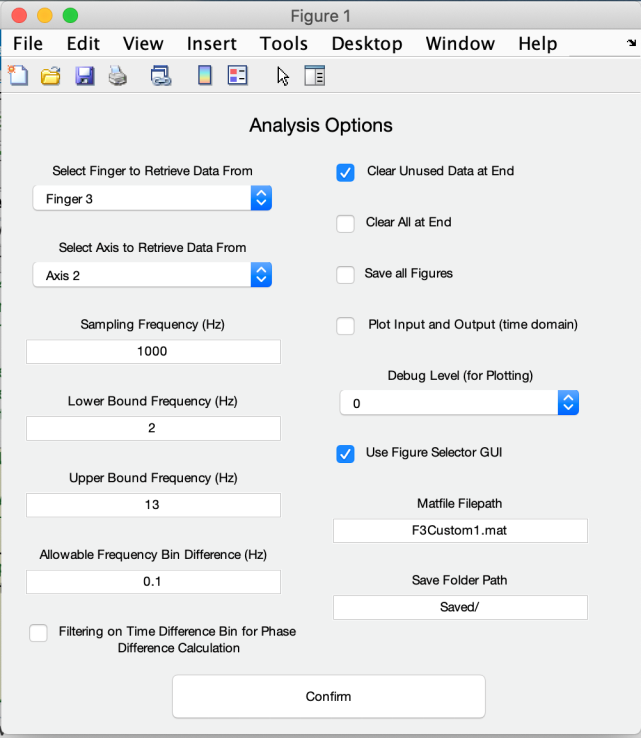 Figure 1
File Edit View Insert Tools Desktop Window Help
Analysis Options
Select Finger to Retrieve Data From
Finger 3
Select Axis to Retrieve Data From
Axis 2
Sampling Frequency (Hz)
1000
Lower Bound Frequency (Hz)
2
Upper Bound Frequency (Hz)
13
Allowable Frequency Bin Difference (Hz)
0.1
Filtering on Time Difference Bin for Phase
Difference Calculation
Clear Unused Data at End
Clear All at End
Save all Figures
Plot Input and Output (time domain)
Debug Level (for Plotting)
0
Use Figure Selector GUI
Matfile Filepath
F3Custom1.mat
Save Folder Path
Saved/
Confirm